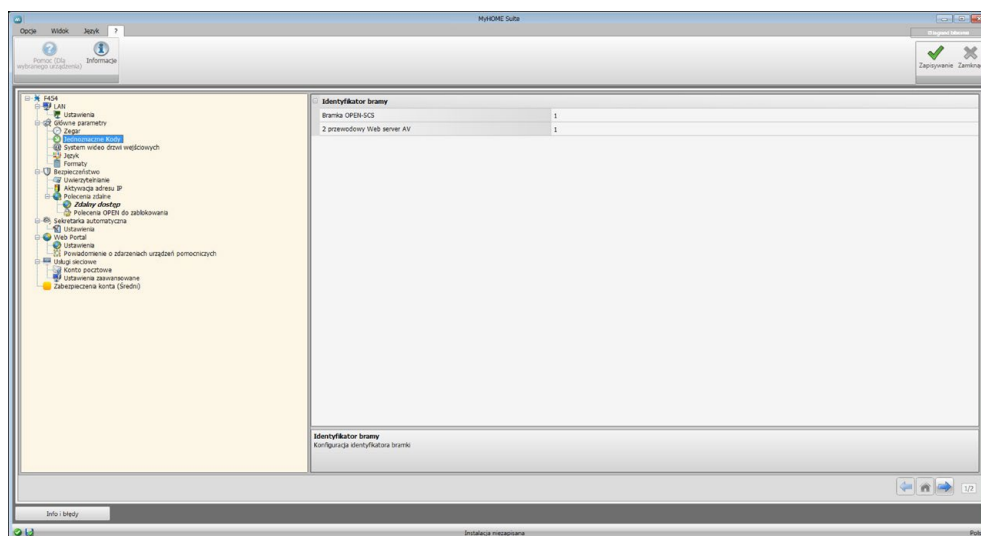 MyHOME Suite
Opcje Widok Język ?
Pomoc (Dla wybranego urządzenia)
Informacje
Zapisywanie
F454
LAN
Ustawienia
Główne parametry
Zegar
Jednoznaczne Kody
System wideo drzwi wejściowych
Język
Formaty
Bezpieczeństwo
Uwierzytelnianie
Aktywacja adresu IP
Polecenia zdalne
Zdalny dostęp
Polecenia OPEN do zablokowania
Sekretarka automatyczna
Ustawienia
Web Portal
Ustawienia
Powiadomienie o zdarzeniach urządzeń pomocniczych
Usługi sieciowe
Konto pocztowe
Ustawienia zaawansowane
Zabezpieczenia konta (Średni)
Identyfikator bramy
Bramka OPEN-SCS 1
2 przewodowy Web server AV 1
Identyfikator bramy
Konfiguracja identyfikatora bramki
1/2
Info i błędy
Instalacja niezapisana